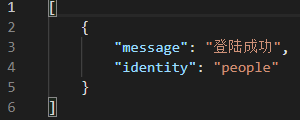 1 [
2 {
3 "message": "登陆成功",
4 "identity": "people"
5 }
6 ]